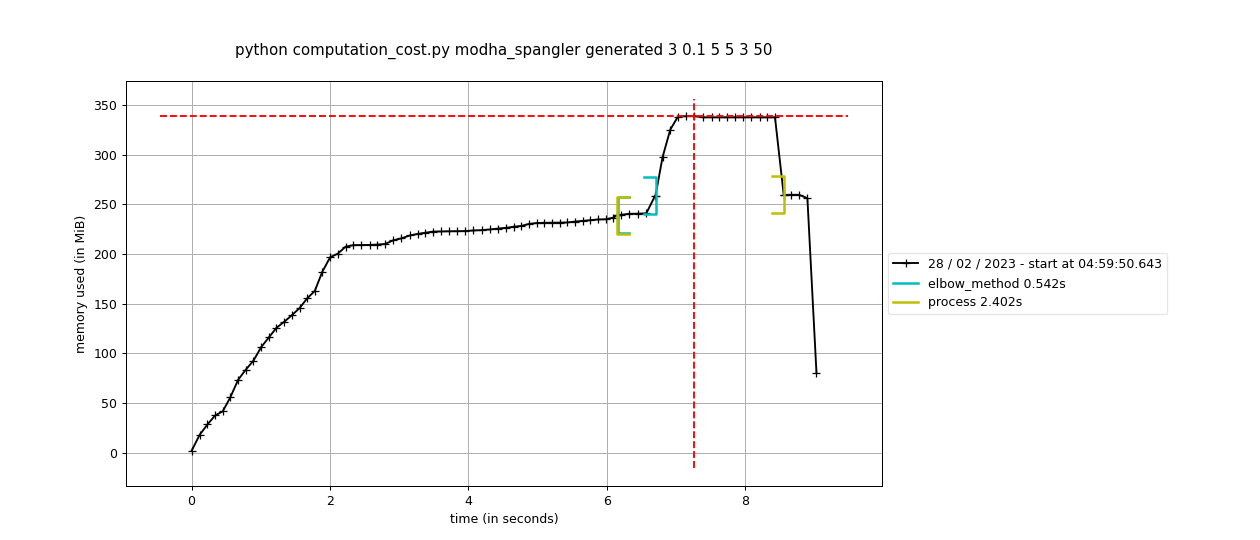 python computation_cost.py modha_spangler generated 3 0.1 5 5 3 50
350
300
250
200
150
100
50
0
memory used (in MiB)
0 2 4 6 8
time (in seconds)
28 / 02 / 2023 - start at 04:59:50.643
elbow_method 0.542s
process 2.402s